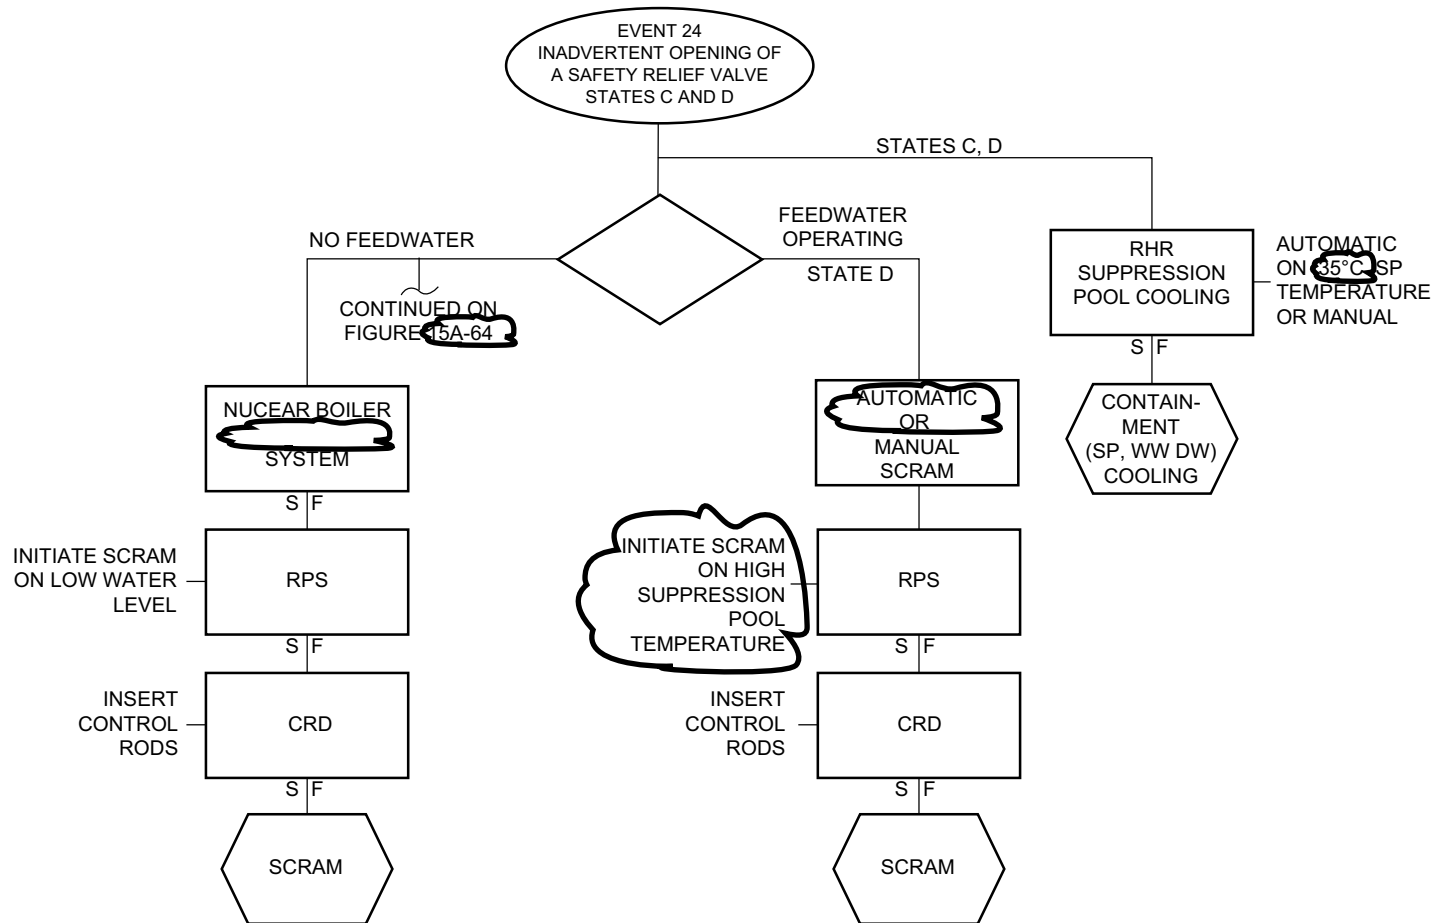 EVENT 24
INADVERTENT OPENING OF
A SAFETY RELIEF VALVE
STATES C AND D
STATES C, D
NO FEEDWATER
FEEDWATER
OPERATING
STATE D
CONTINUED ON
FIGURE 15A-64
RHR
SUPPRESSION
POOL COOLING
AUTOMATIC
ON 35°C SP
TEMPERATURE
OR MANUAL
S F
CONTAIN-
MENT
(SP, WW DW)
COOLING
NUCEAR BOILER
SYSTEM
S F
AUTOMATIC
OR
MANUAL
SCRAM
INITIATE SCRAM
ON LOW WATER
LEVEL
RPS
S F
INITIATE SCRAM
ON HIGH
SUPPRESSION
POOL
TEMPERATURE
RPS
S F
INSERT
CONTROL
RODS
CRD
S F
INSERT
CONTROL
RODS
CRD
S F
SCRAM
SCRAM